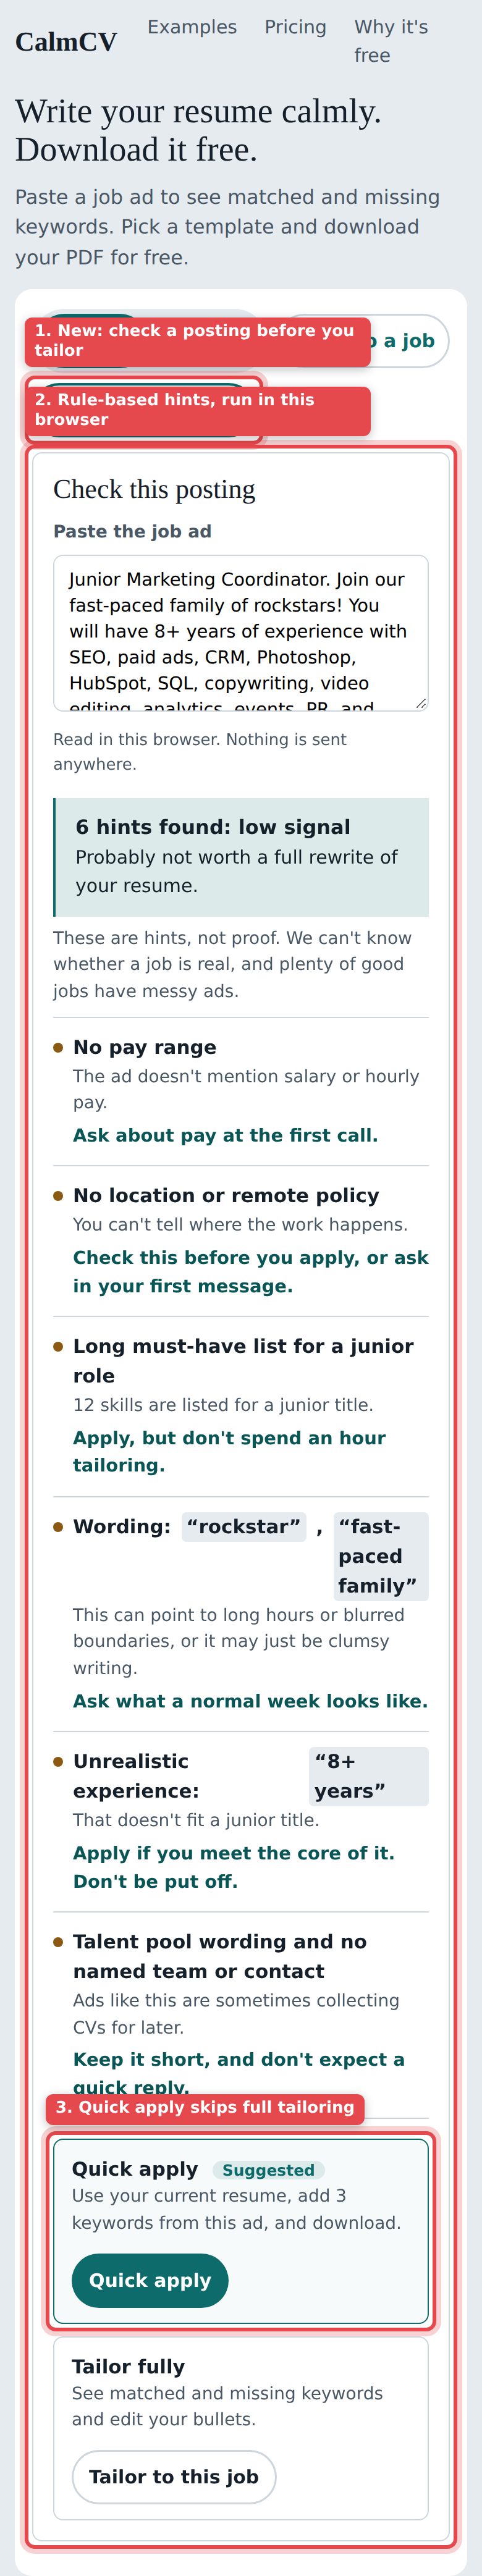 CalmCV
Examples
Pricing
Why it's
free
Write your resume calmly.
Download it free.
Paste a job ad to see matched and missing
keywords. Pick a template and download
your PDF for free.
1. New: check a posting before you
tailor
a job
2. Rule-based hints, run in this
browser
Check this posting
Paste the job ad
Junior Marketing Coordinator. Join our
fast-paced family of rockstars! You
will have 8+ years of experience with
SEO, paid ads, CRM, Photoshop,
HubSpot, SQL, copywriting, video
editing, analytics, events, PR, and
Read in this browser. Nothing is sent
anywhere.
6 hints found: low signal
Probably not worth a full rewrite of
your resume.
These are hints, not proof. We can't know
whether a job is real, and plenty of good
jobs have messy ads.
No pay range
The ad doesn't mention salary or hourly
pay.
Ask about pay at the first call.
No location or remote policy
You can't tell where the work happens.
Check this before you apply, or ask
in your first message.
Long must-have list for a junior
role
12 skills are listed for a junior title.
Apply, but don't spend an hour
tailoring.
Wording: “rockstar” , “fast-
paced
family”
This can point to long hours or blurred
boundaries, or it may just be clumsy
writing.
Ask what a normal week looks like.
Unrealistic “8+
experience: years”
That doesn't fit a junior title.
Apply if you meet the core of it.
Don't be put off.
Talent pool wording and no
named team or contact
Ads like this are sometimes collecting
CVs for later.
Keep it short, and don't expect a
quick reply.
3. Quick apply skips full tailoring
Quick apply Suggested
Use your current resume, add 3
keywords from this ad, and download.
Quick apply
Tailor fully
See matched and missing keywords
and edit your bullets.
Tailor to this job